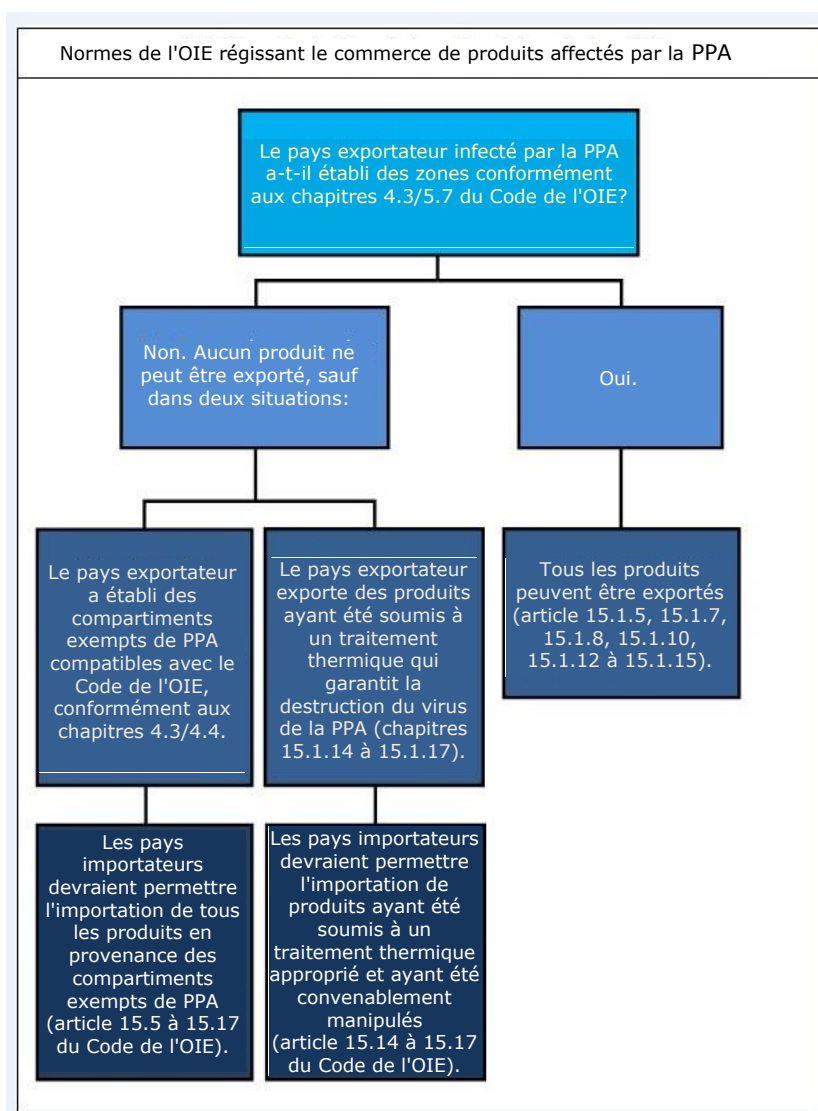 Normes de l'OIE régissant le commerce de produits affectés par la PPA
Le pays exportateur infecté par la PPA
a-t-il établi des zones conformément
aux chapitres 4.3/5.7 du Code de l'OIE?
Non. Aucun produit ne
peut être exporté, sauf
dans deux situations:
Oui.
Le pays exportateur
a établi des
compartiments
exempts de PPA
compatibles avec le
Code de l'OIE,
conformément aux
chapitres 4.3/4.4.
Le pays exportateur
exporte des produits
ayant été soumis à
un traitement
thermique qui
garantit la
destruction du virus
de la PPA (chapitres
15.1.14 à 15.1.17).
Tous les produits
peuvent être exportés
(article 15.1.5, 15.1.7,
15.1.8, 15.1.10,
15.1.12 à 15.1.15).
Les pays
importateurs
devraient permettre
l'importation de tous
les produits en
provenance des
compartiments
exempts de PPA
(article 15.5 à 15.17
du Code de l'OIE).
Les pays importateurs
devraient permettre
l'importation de
produits ayant été
soumis à un
traitement thermique
approprié et ayant été
convenablement
manipulés
(article 15.14 à 15.17
du Code de l'OIE).